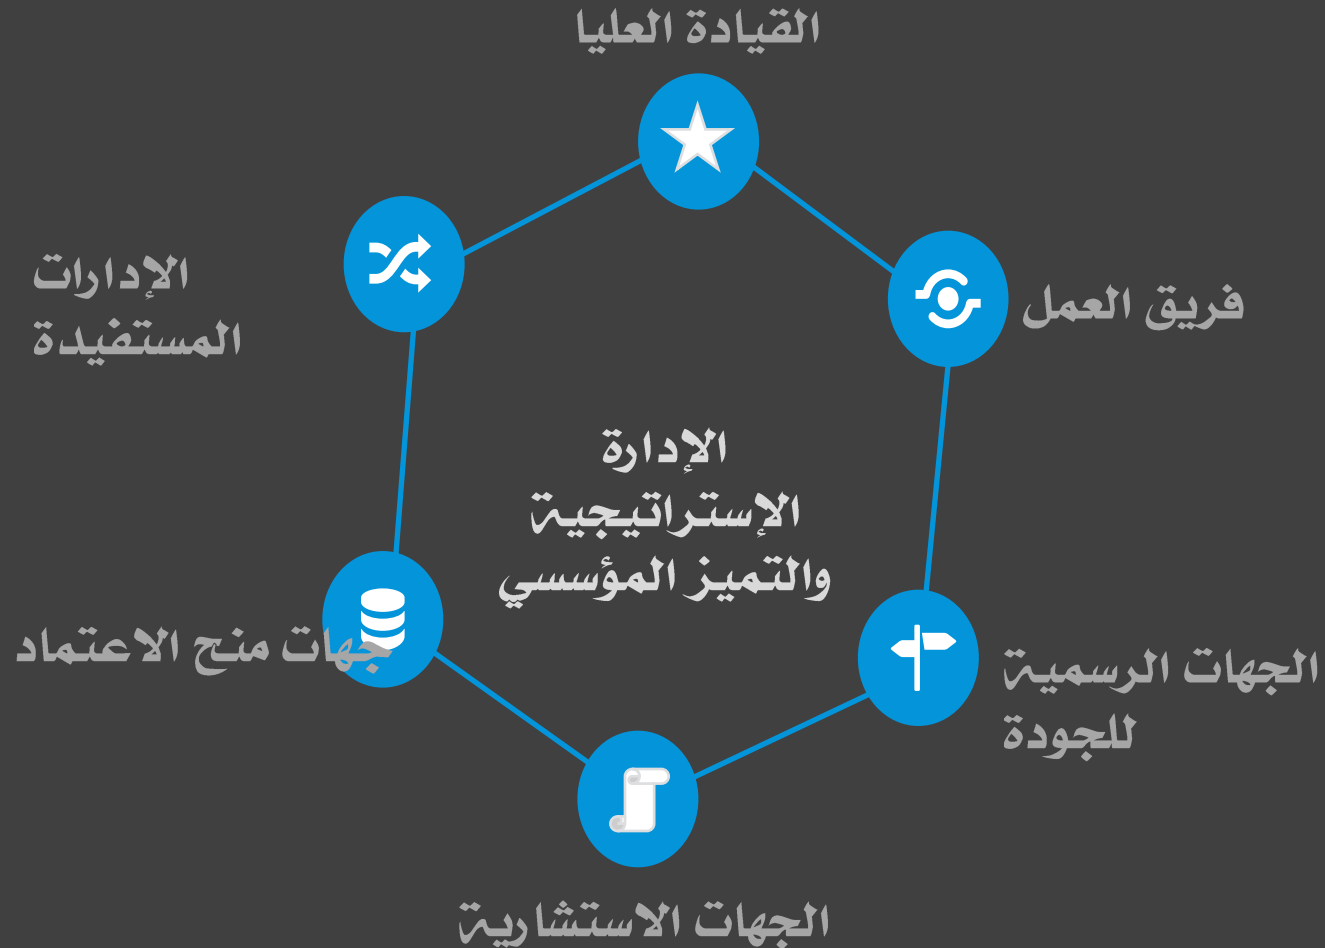 القيادة العليا
فريق العمل
الإدارات
المستفيدة
الإدارة
الإستراتيجية
والتميز المؤسسي
جهات منح الاعتماد
الجهات الرسمية
للجودة
الجهات الاستشارية